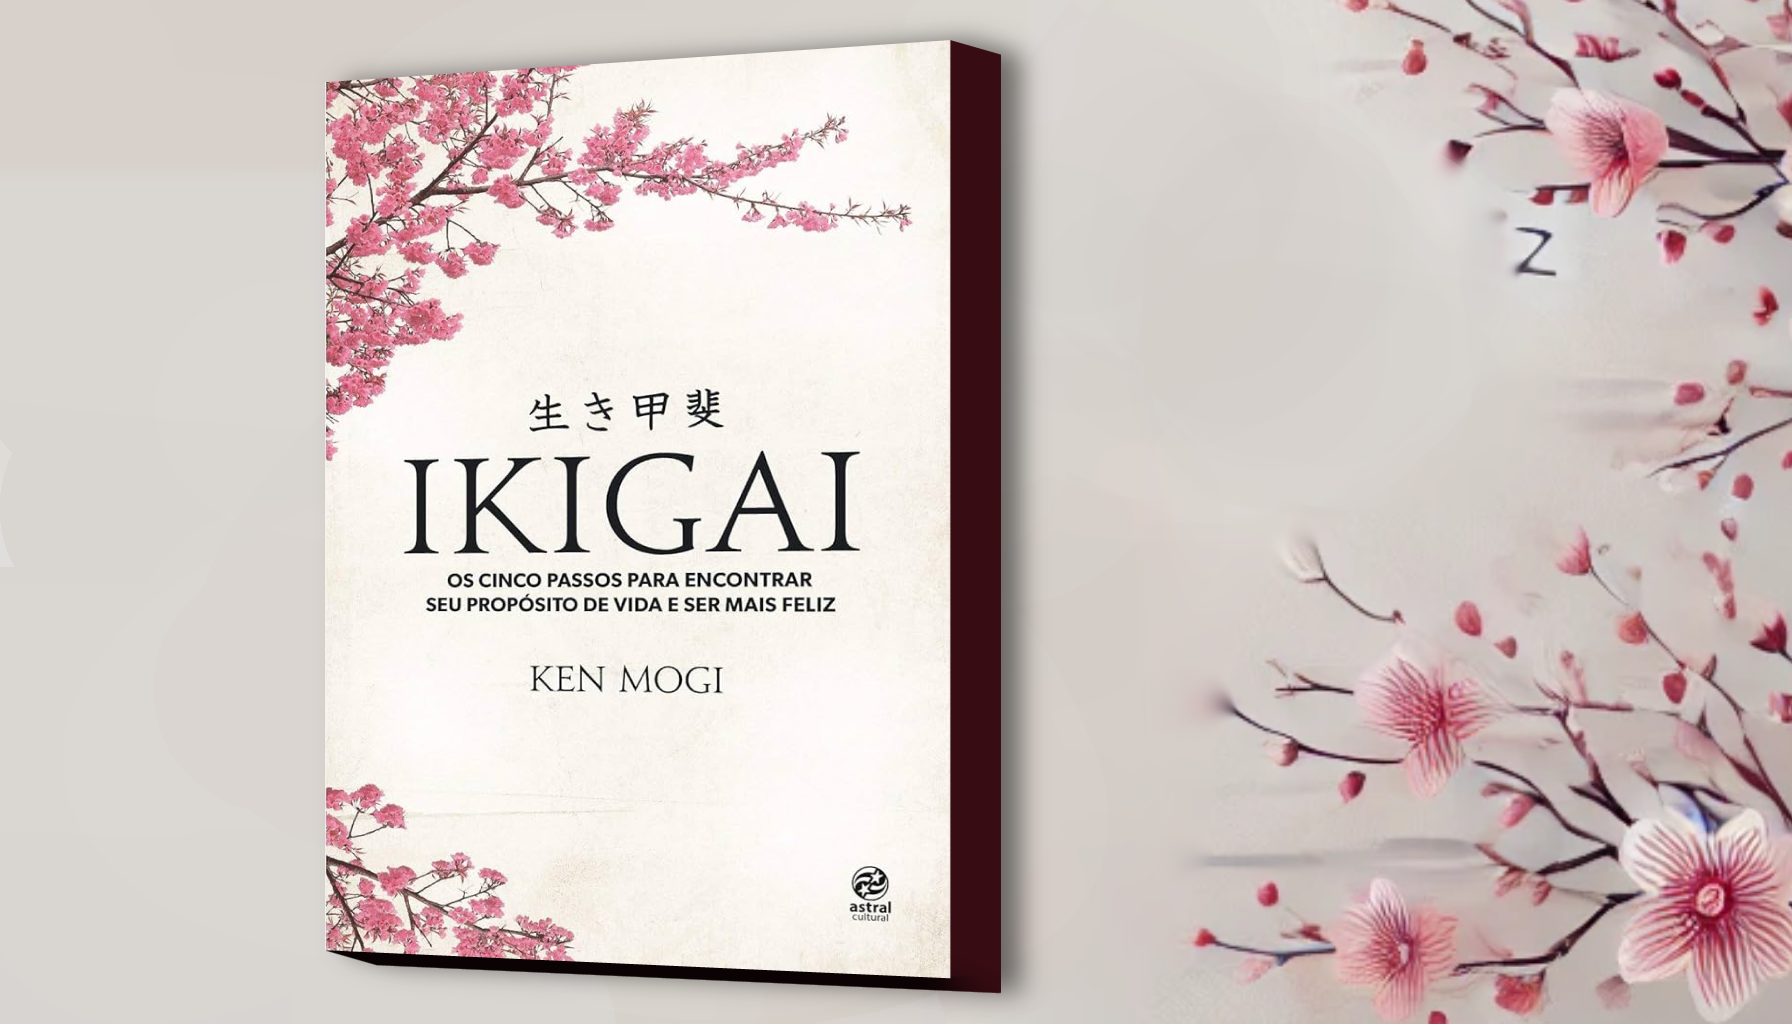 生き甲斐
IKIGAI
OS CINCO PASSOS PARA ENCONTRAR
SEU PROPÓSITO DE VIDA E SER MAIS FELIZ
KEN MOGI
astral
cultural
Z